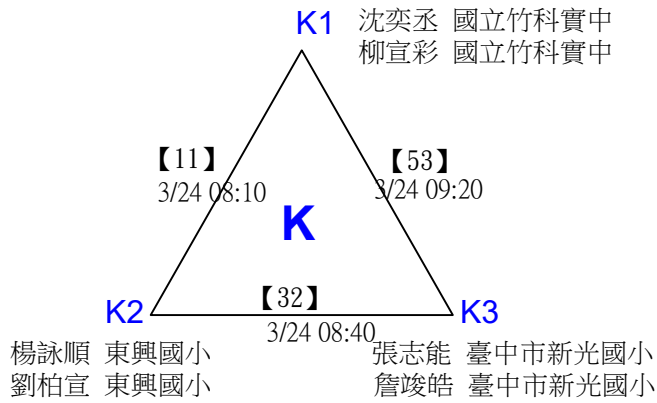 K1 沈奕丞 國立竹科實中
柳宣彩 國立竹科實中
【11】
3/24 08:10
【53】
3/24 09:20
K
【32】
3/24 08:40
K2
楊詠順 東興國小
劉柏宣 東興國小
K3
張志能 臺中市新光國小
詹竣皓 臺中市新光國小